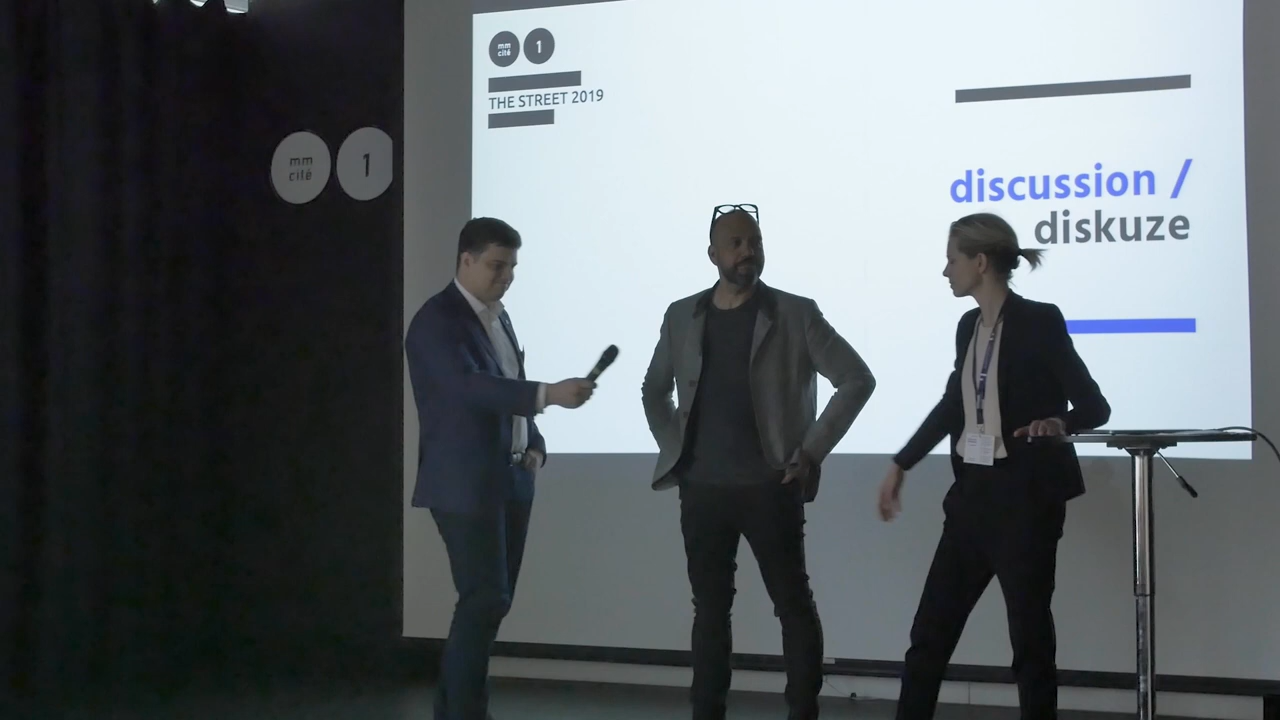 mm
cité
1
THE STREET 2019
discussion /
diskuze
mm
cité
1